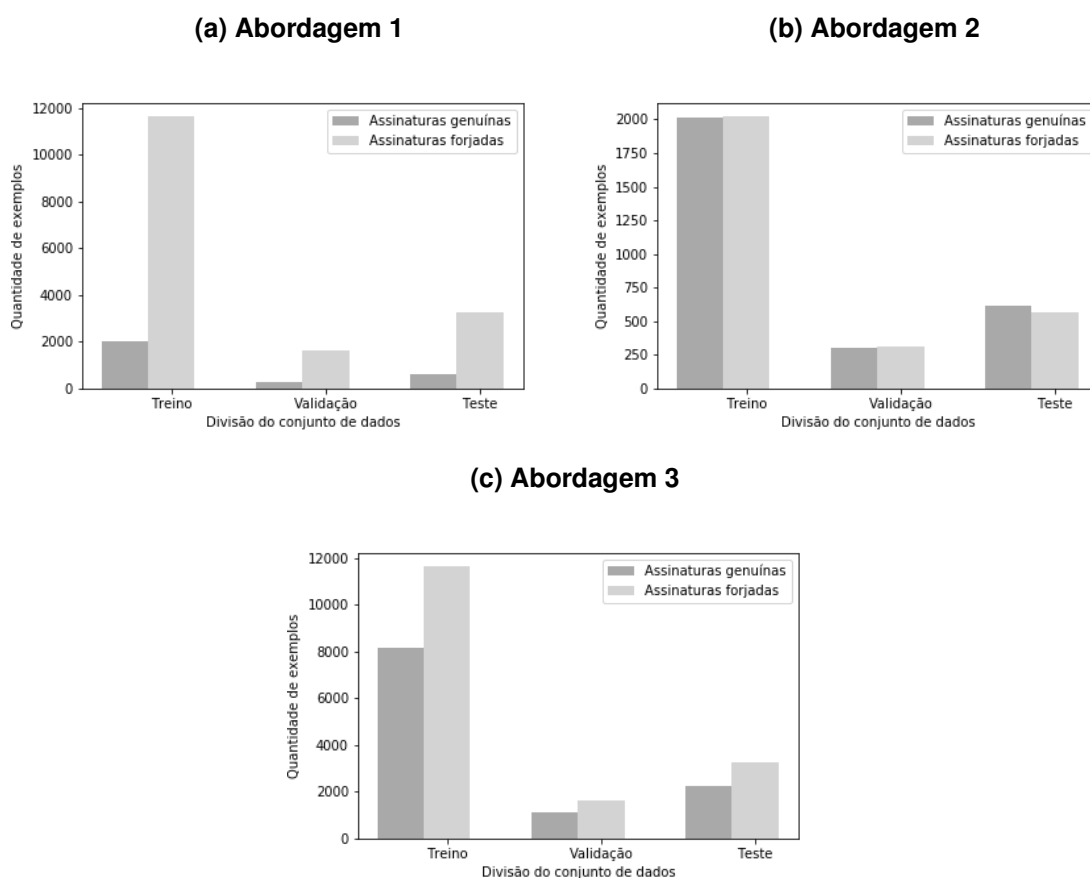 (a) Abordagem 1
Assinaturas genuínas
Assinaturas forjadas
12000
10000
8000
6000
4000
2000
0
Quantidade de exemplos
Treino
Validação
Teste
Divisão do conjunto de dados
(b) Abordagem 2
Assinaturas genuínas
Assinaturas forjadas
2000
1750
1500
1250
1000
750
500
250
0
Quantidade de exemplos
Treino
Validação
Teste
Divisão do conjunto de dados
(c) Abordagem 3
Assinaturas genuínas
Assinaturas forjadas
12000
10000
8000
6000
4000
2000
0
Quantidade de exemplos
Treino
Validação
Teste
Divisão do conjunto de dados